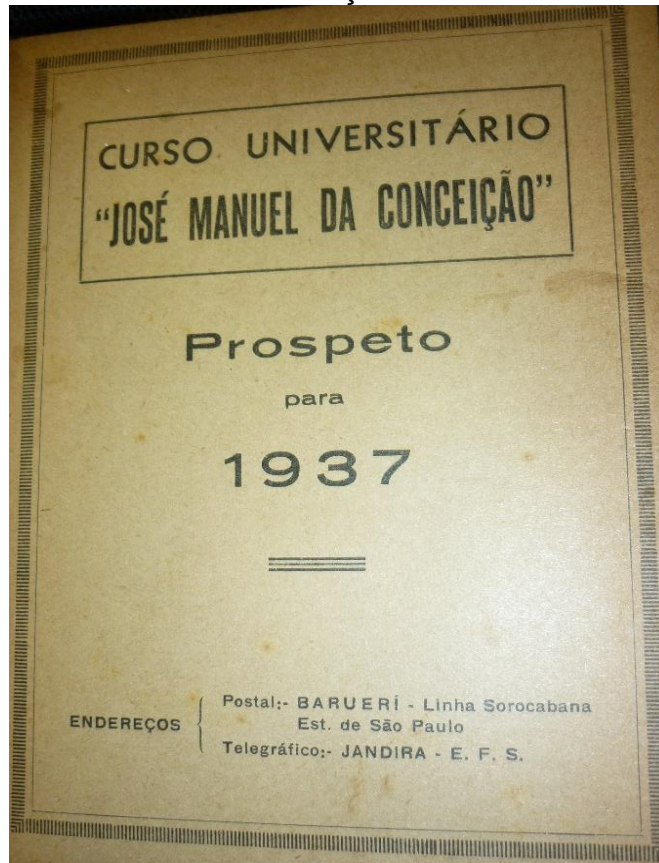 CURSO UNIVERSITÁRIO
“JOSÉ MANUEL DA CONCEIÇÃO”
Prospeto
para
1937
ENDEREÇOS
Postal:- BARUERÍ - Linha Sorocabana
Est. de São Paulo
Telegráfico:- JANDIRA - E. F. S.